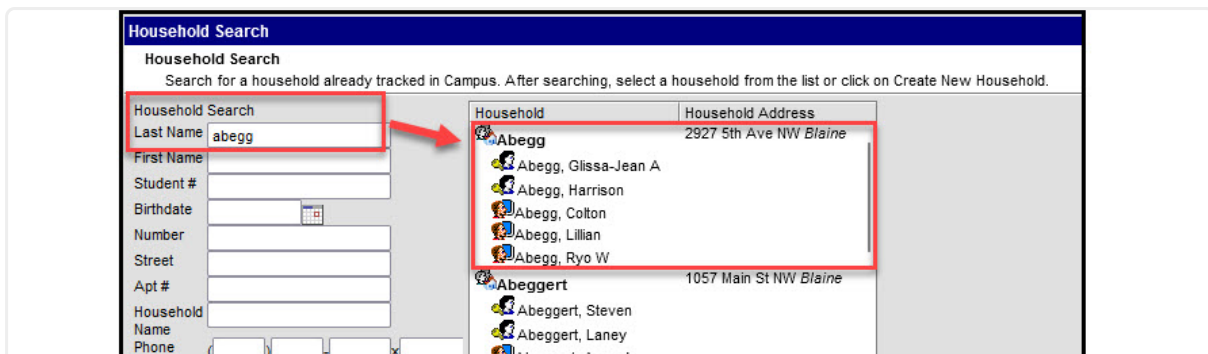 Household Search
Household Search
Search for a household already tracked in Campus. After searching, select a household from the list or click on Create New Household.
Household Search
Last Name abegg
First Name
Student #
Birthdate
Number
Street
Apt #
Household
Name
Phone ( ) - x
Household Household Address
Abegg 2927 5th Ave NW Blaine
Abegg, Glissa-Jean A
Abegg, Harrison
Abegg, Colton
Abegg, Lillian
Abegg, Ryo W
Abeggert 1057 Main St NW Blaine
Abeggert, Steven
Abeggert, Laney